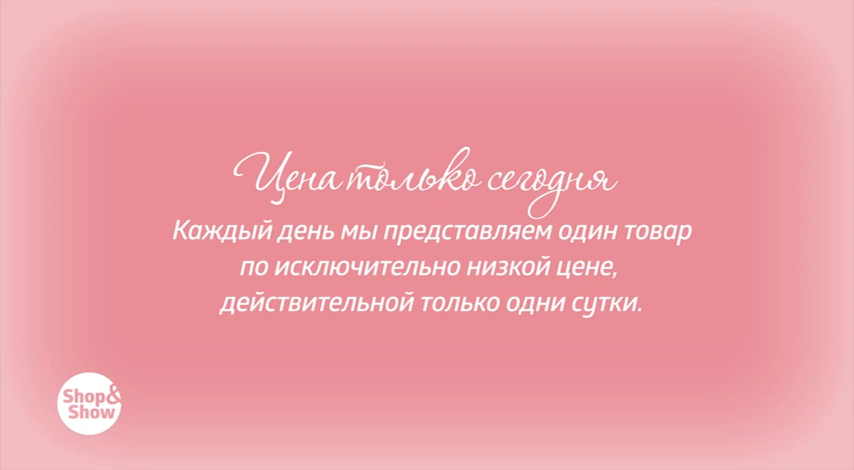 Цена только сегодня
Каждый день мы представляем один товар
по исключительно низкой цене,
действительной только одни сутки.
Shop&
Show